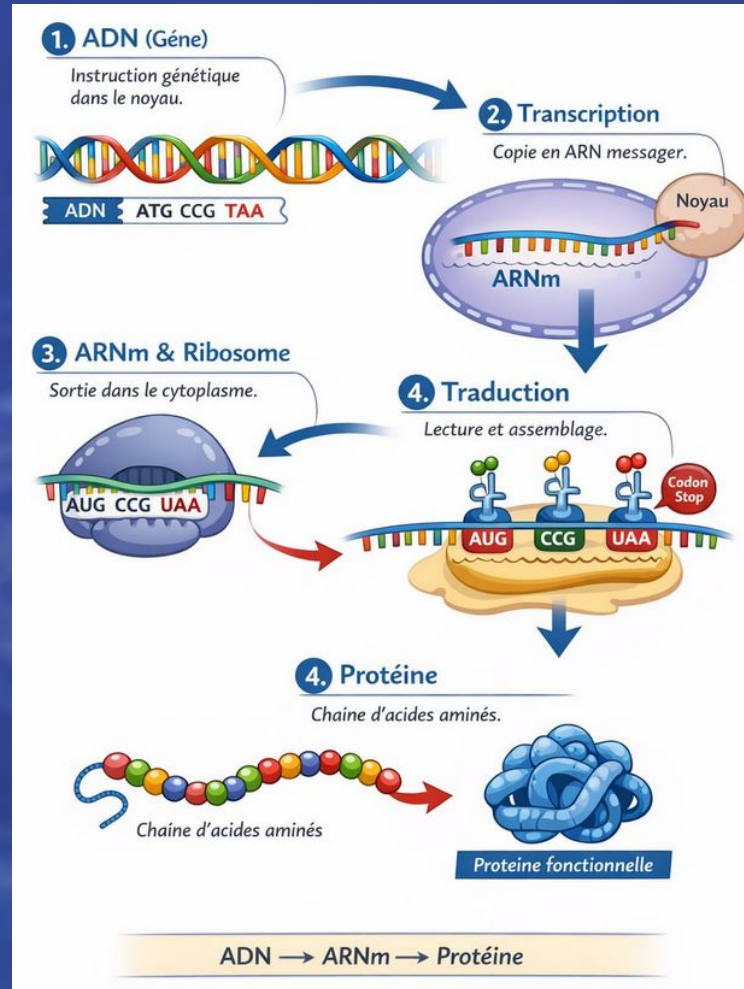 1. ADN (Géne)
Instruction génétique
dans le noyau.
ADN ATG CCG TAA
2. Transcription
Copie en ARN messager.
Noyau
ARNm
3. ARNm & Ribosome
Sortie dans le cytoplasme.
AUG CCG UAA
4. Traduction
Lecture et assemblage.
Codon
Stop
AUG CCG UAA
4. Protéine
Chaine d'acides aminés.
Chaine d'acides aminés
Proteine fonctionnelle
ADN → ARNm → Protéine